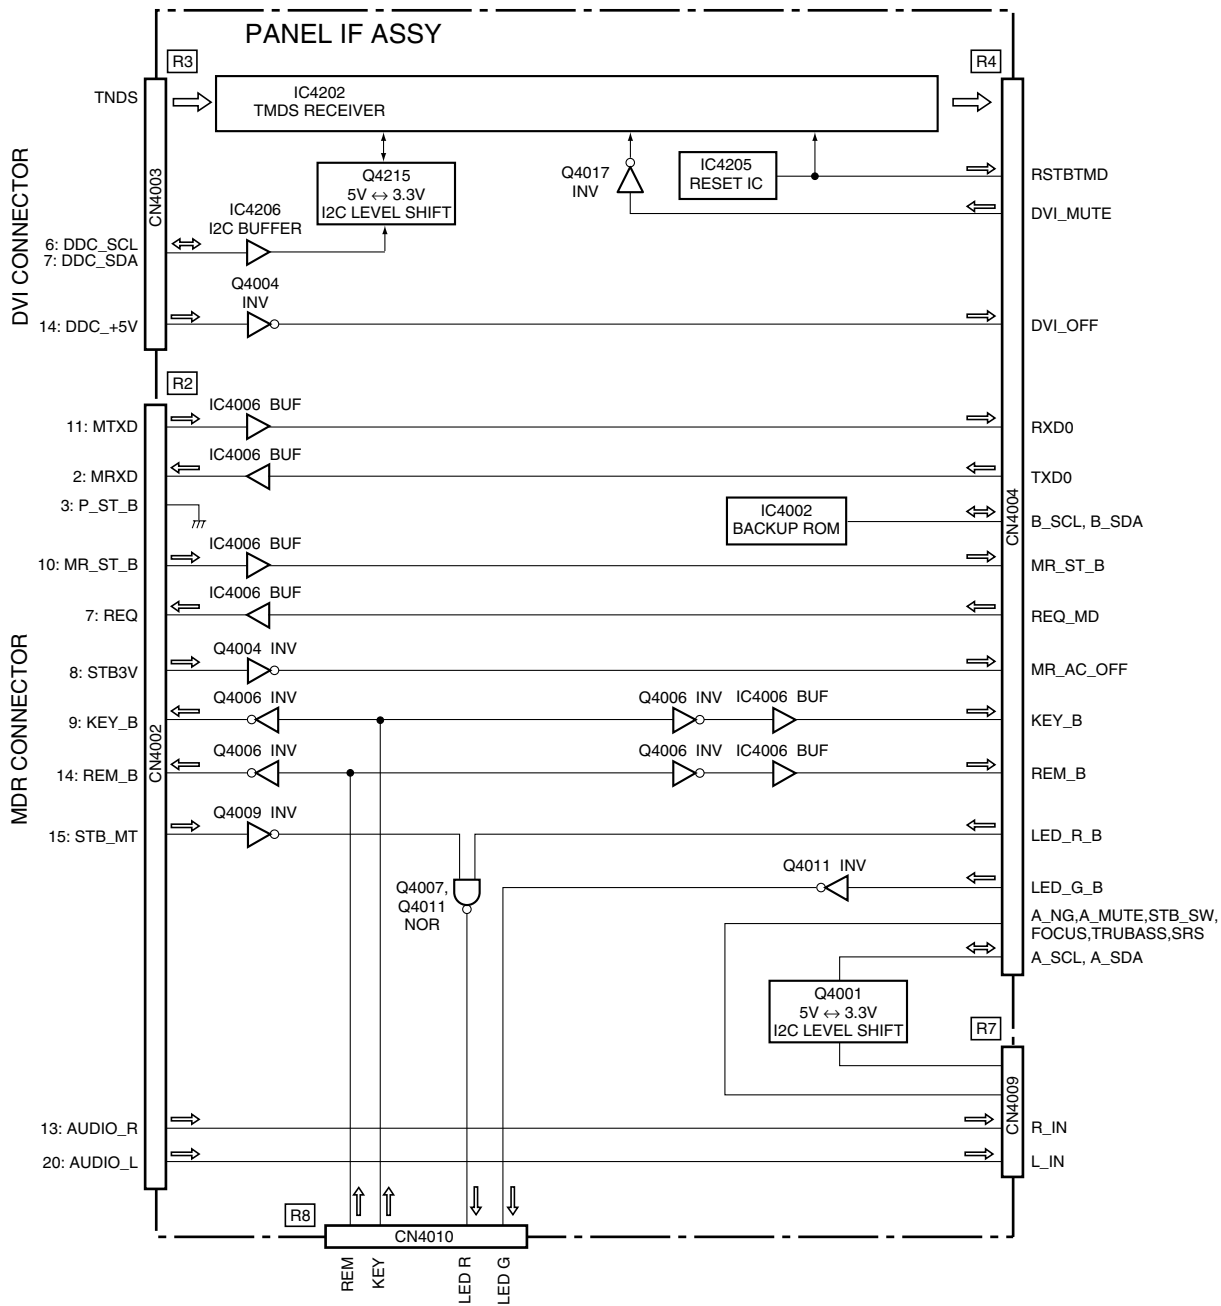 PANEL IF ASSY
R3
R4
TNDS
IC4202
TMDS RECEIVER
DVI CONNECTOR
CN4003
Q4215
5V ↔ 3.3V
I2C LEVEL SHIFT
Q4017
INV
IC4205
RESET IC
RSTBTMD
DVI_MUTE
IC4206
I2C BUFFER
6: DDC_SCL
7: DDC_SDA
Q4004
INV
14: DDC_+5V
DVI_OFF
R2
IC4006 BUF
11: MTXD
RXD0
IC4006 BUF
2: MRXD
TXD0
3: P_ST_B
IC4002
BACKUP ROM
CN4004
B_SCL, B_SDA
IC4006 BUF
10: MR_ST_B
MR_ST_B
IC4006 BUF
7: REQ
REQ_MD
MDR CONNECTOR
Q4004 INV
8: STB3V
MR_AC_OFF
Q4006 INV
Q4006 INV
IC4006 BUF
9: KEY_B
KEY_B
CN4002
Q4006 INV
Q4006 INV
IC4006 BUF
14: REM_B
REM_B
Q4009 INV
15: STB_MT
LED_R_B
Q4007,
Q4011
NOR
Q4011 INV
LED_G_B
A_NG,A_MUTE,STB_SW,
FOCUS,TRUBASS,SRS
A_SCL, A_SDA
Q4001
5V ↔ 3.3V
I2C LEVEL SHIFT
R7
CN4009
13: AUDIO_R
R_IN
20: AUDIO_L
L_IN
R8
CN4010
REM
KEY
LED R
LED G